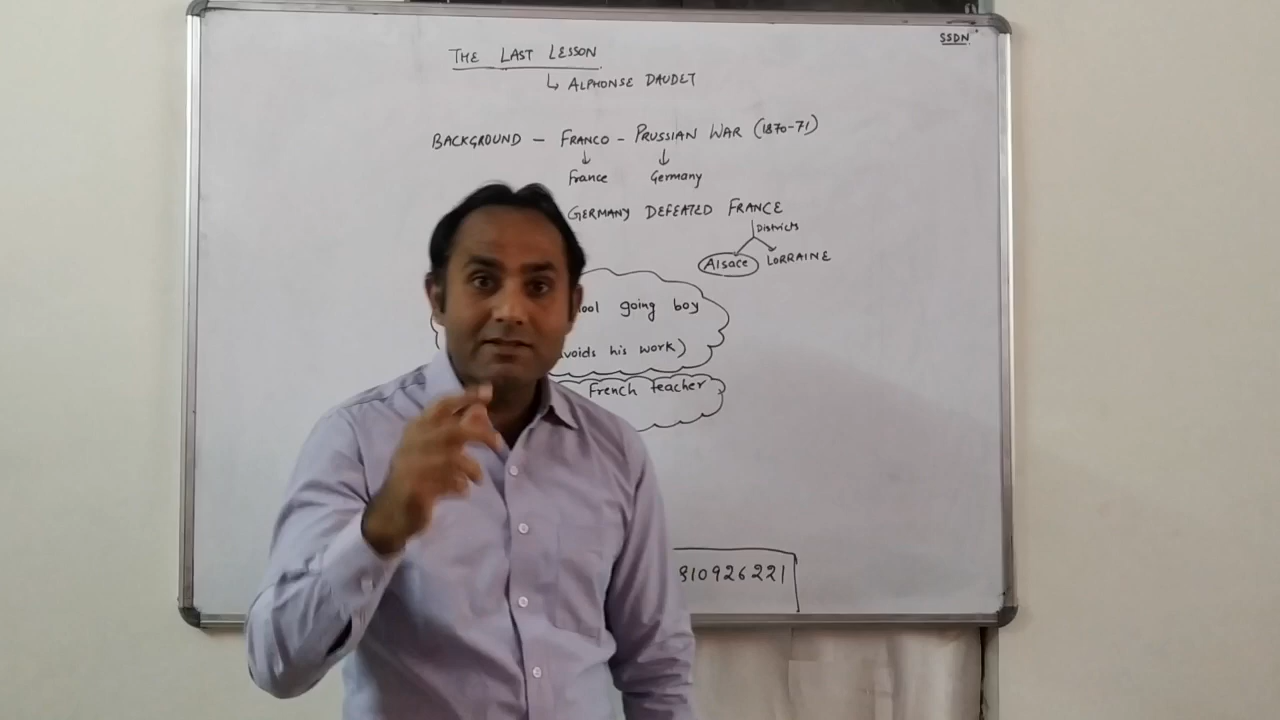 SSDN
THE LAST LESSON
↳ ALPHONSE DAUDET
BACKGROUND – FRANCO – PRUSSIAN WAR (1870-71)
↓ ↓
France Germany
GERMANY DEFEATED FRANCE
Districts
Alsace LORRAINE
going boy
his work)
French teacher
810926221